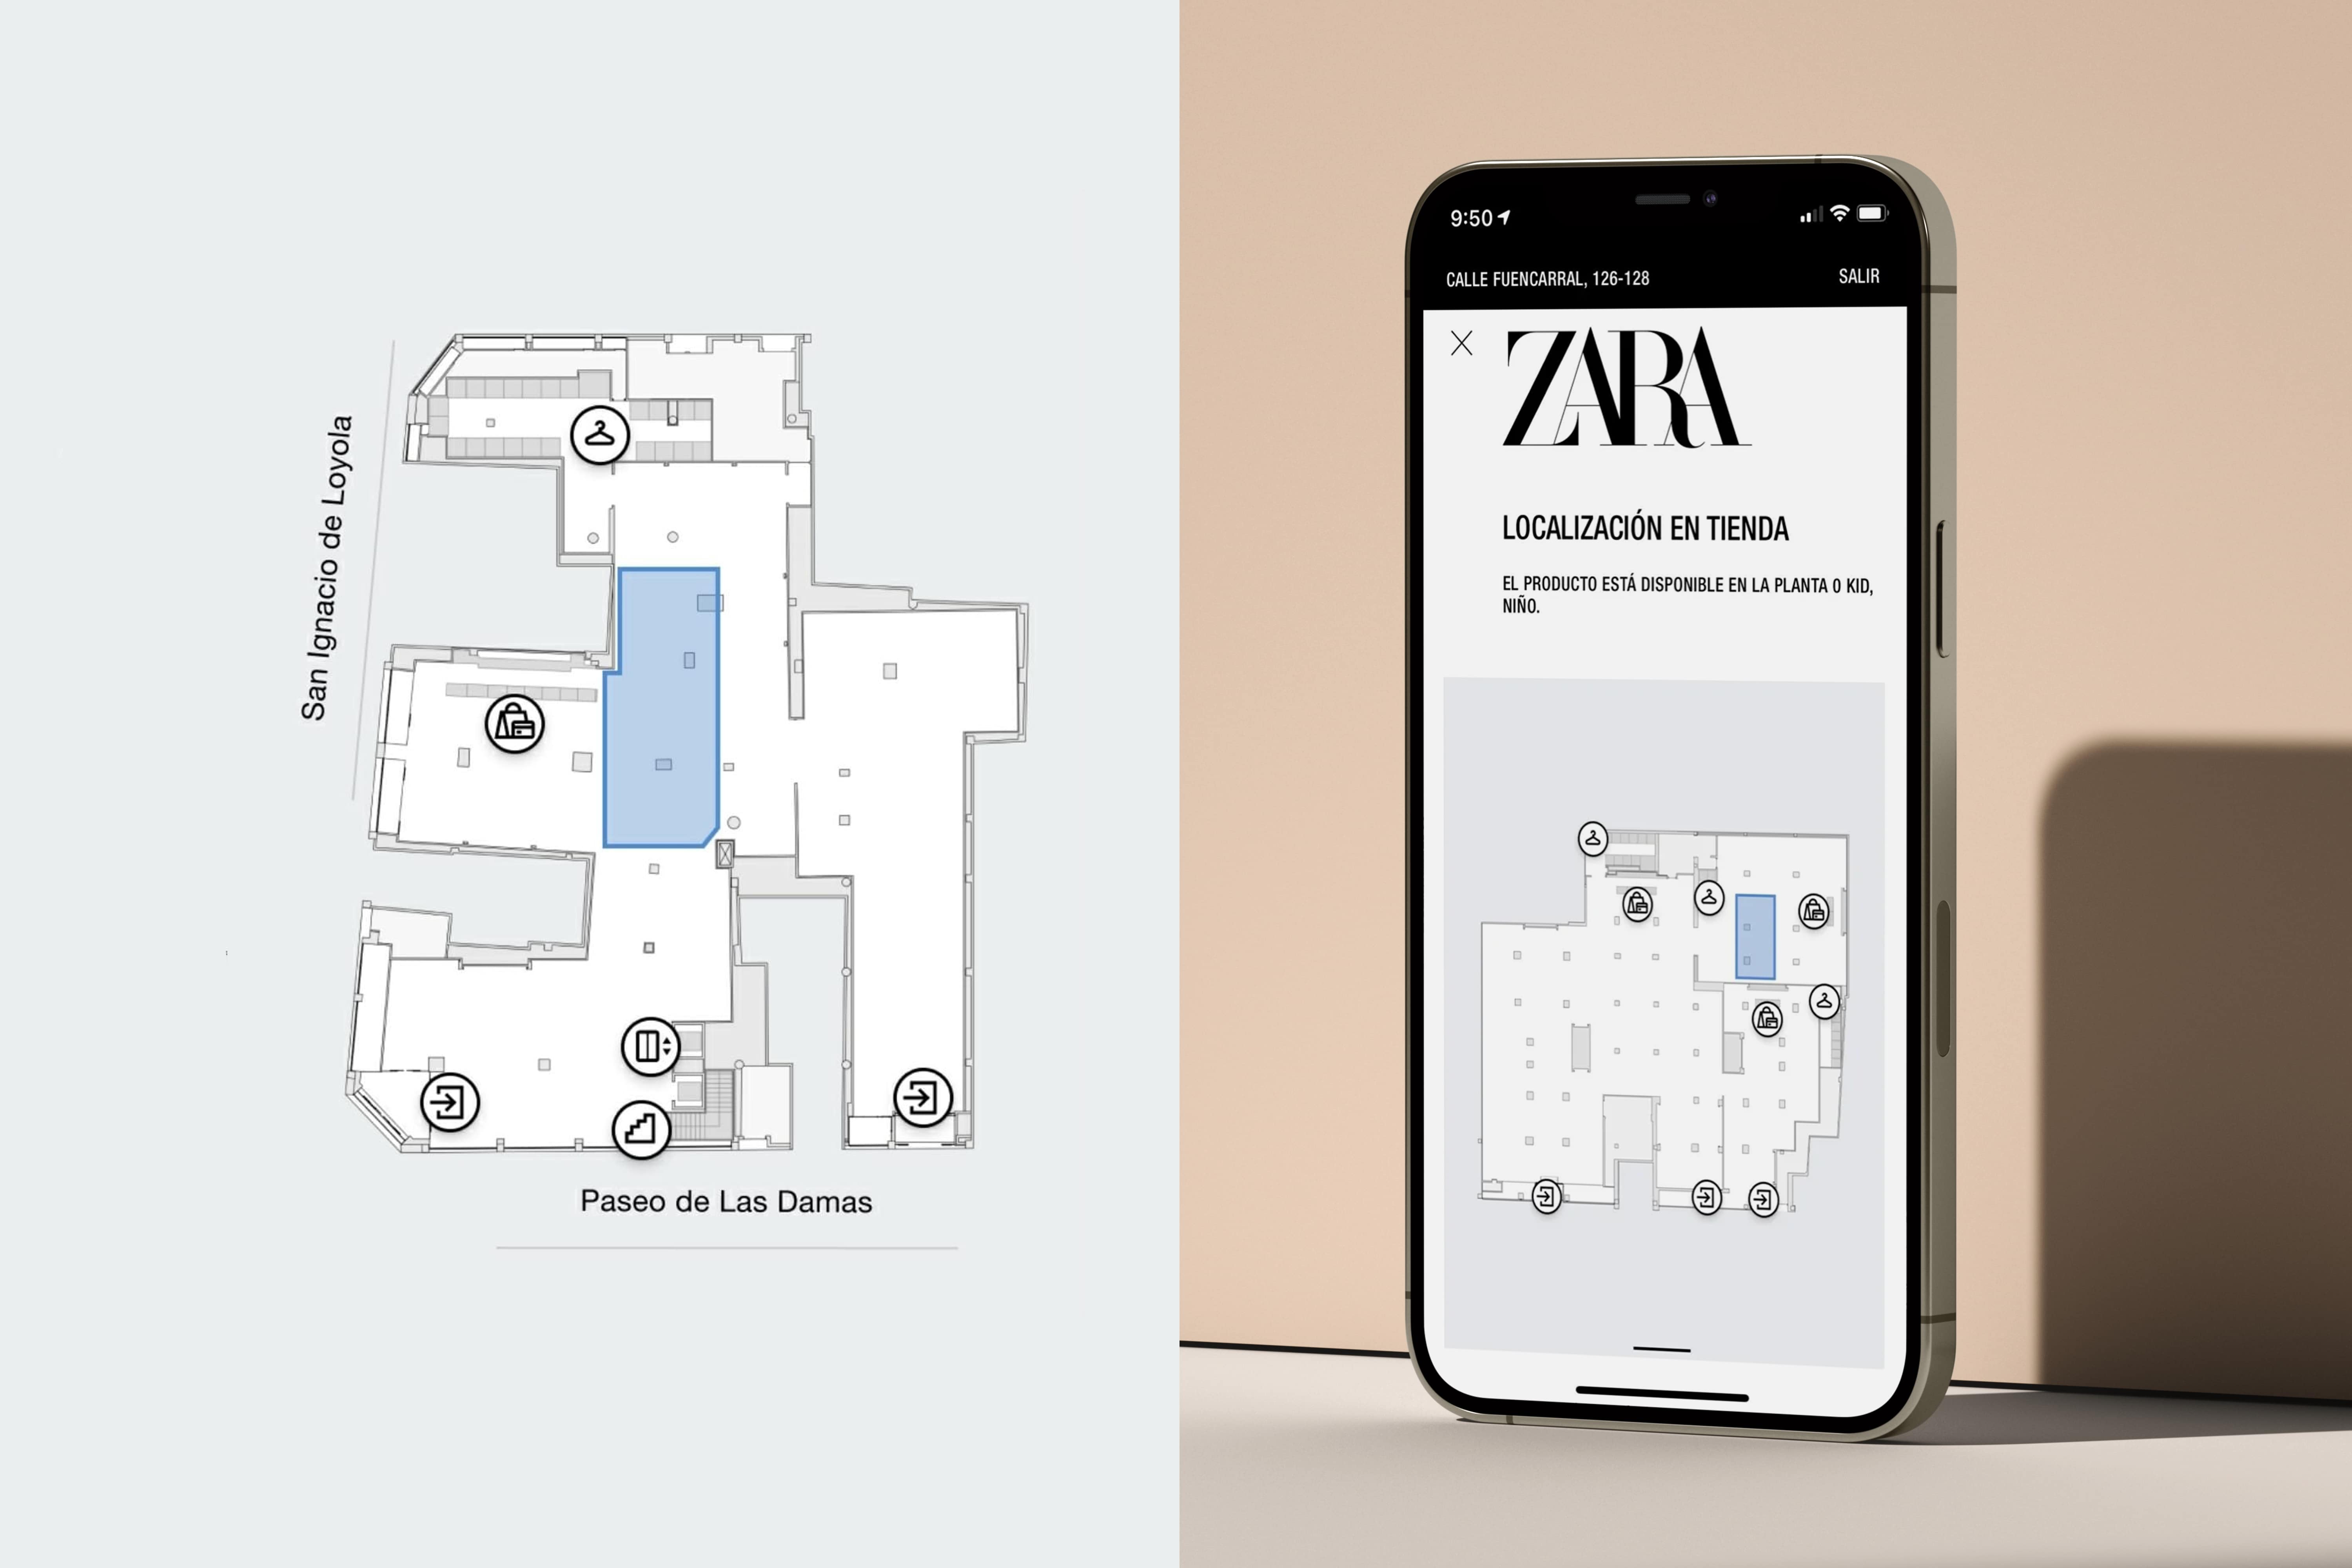 San Ignacio de Loyola
Paseo de Las Damas
9:50
CALLE FUENCARRAL, 126-128
SALIR
ZARA
LOCALIZACIÓN EN TIENDA
EL PRODUCTO ESTÁ DISPONIBLE EN LA PLANTA 0 KID,
NIÑO.